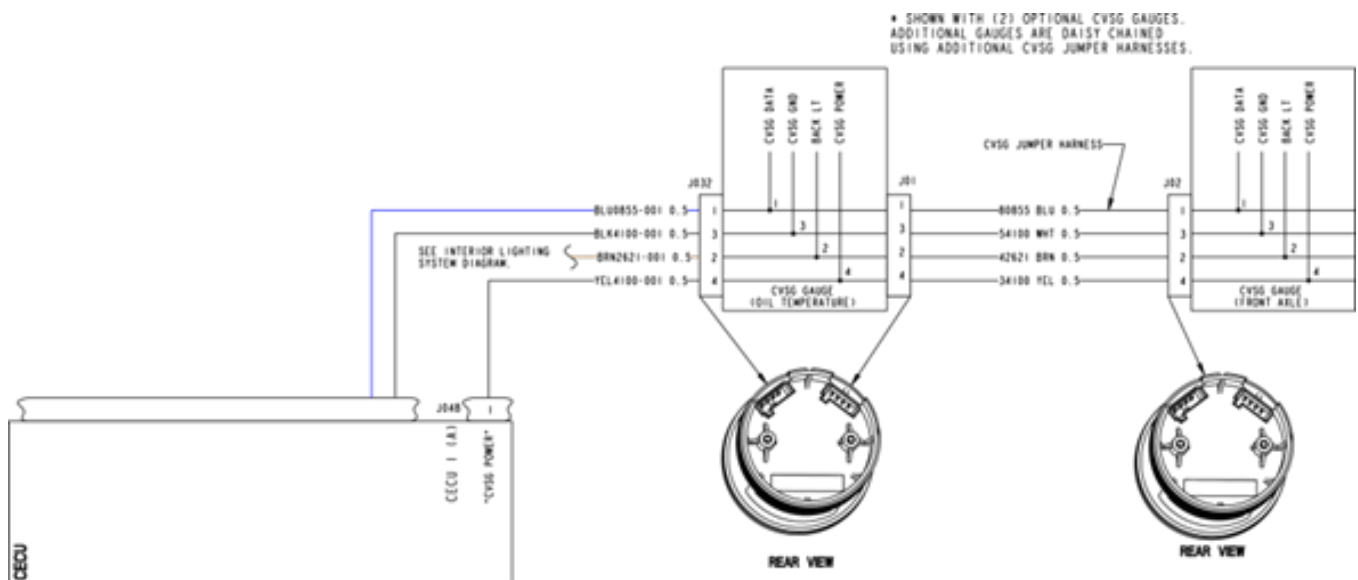 * SHOWN WITH (2) OPTIONAL CVSG GAUGES.
ADDITIONAL GAUGES ARE DAISY CHAINED
USING ADDITIONAL CVSG JUMPER HARNESSES.
CVSG DATA
CVSG GND
BACK LT
CVSG POWER
CVSG DATA
CVSG GND
BACK LT
CVSG POWER
CVSG JUMPER HARNESS
J032
J01
J02
BLU0855-001 0.5
1
1
1
80855 BLU 0.5
1
1
BLK4100-001 0.5
3
3
3
54100 WHT 0.5
3
3
SEE INTERIOR LIGHTING
SYSTEM DIAGRAM.
BRN2621-001 0.5
2
2
2
42621 BRN 0.5
2
2
YEL4100-001 0.5
4
4
4
34100 YEL 0.5
4
4
CVSG GAUGE
(OIL TEMPERATURE)
CVSG GAUGE
(FRONT AXLE)
J048
1
CECU 1 (A)
"CVSG POWER"
CECU
REAR VIEW
REAR VIEW